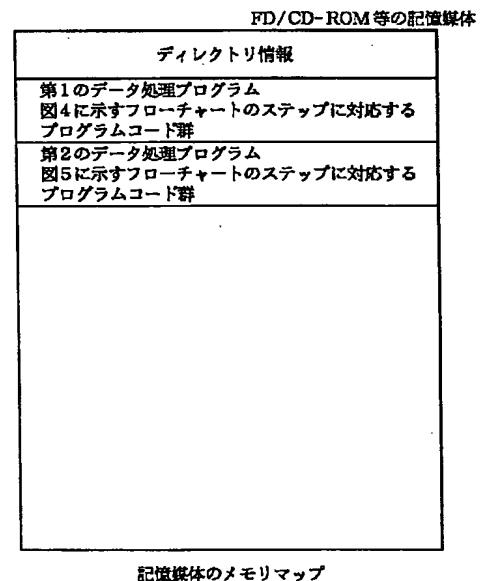 FD/CD-ROM等の記憶媒体
ディレクトリ情報
第1のデータ処理プログラム
図4に示すフローチャートのステップに対応する
プログラムコード群
第2のデータ処理プログラム
図5に示すフローチャートのステップに対応する
プログラムコード群
記憶媒体のメモリマップ